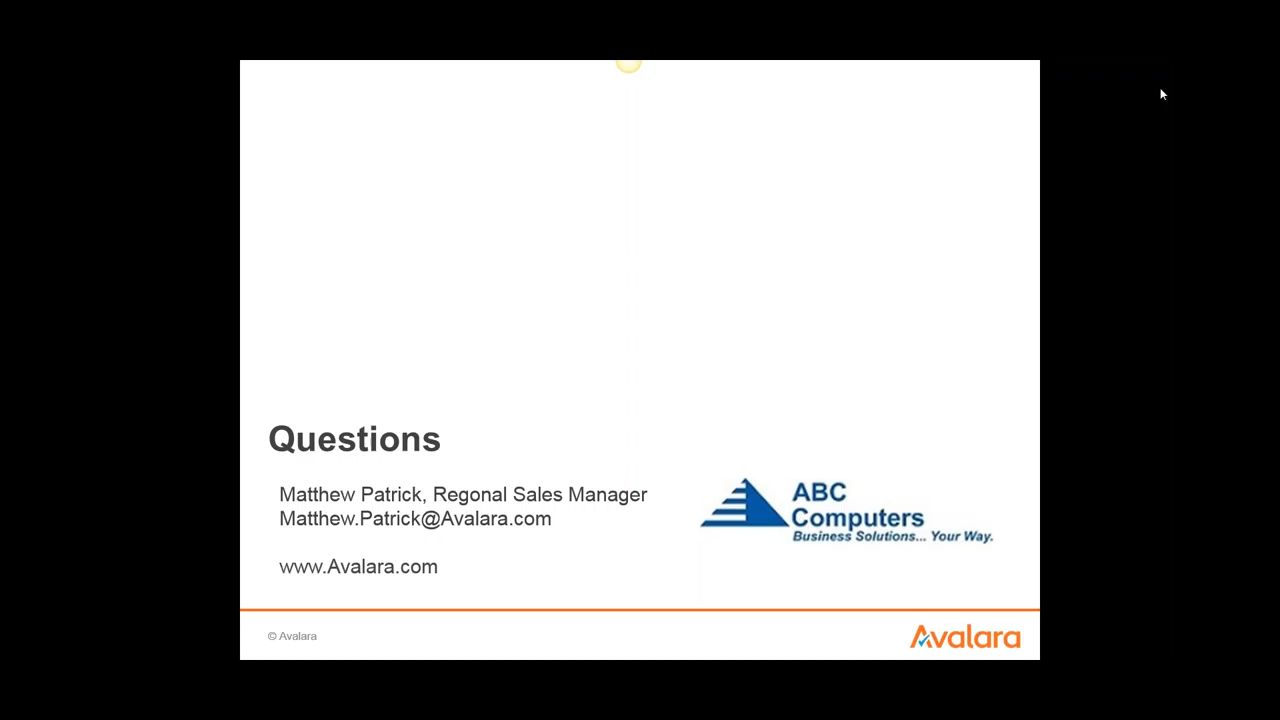 Questions
Matthew Patrick, Regonal Sales Manager
Matthew.Patrick@Avalara.com
www.Avalara.com
ABC
Computers
Business Solutions... Your Way.
© Avalara
Avalara